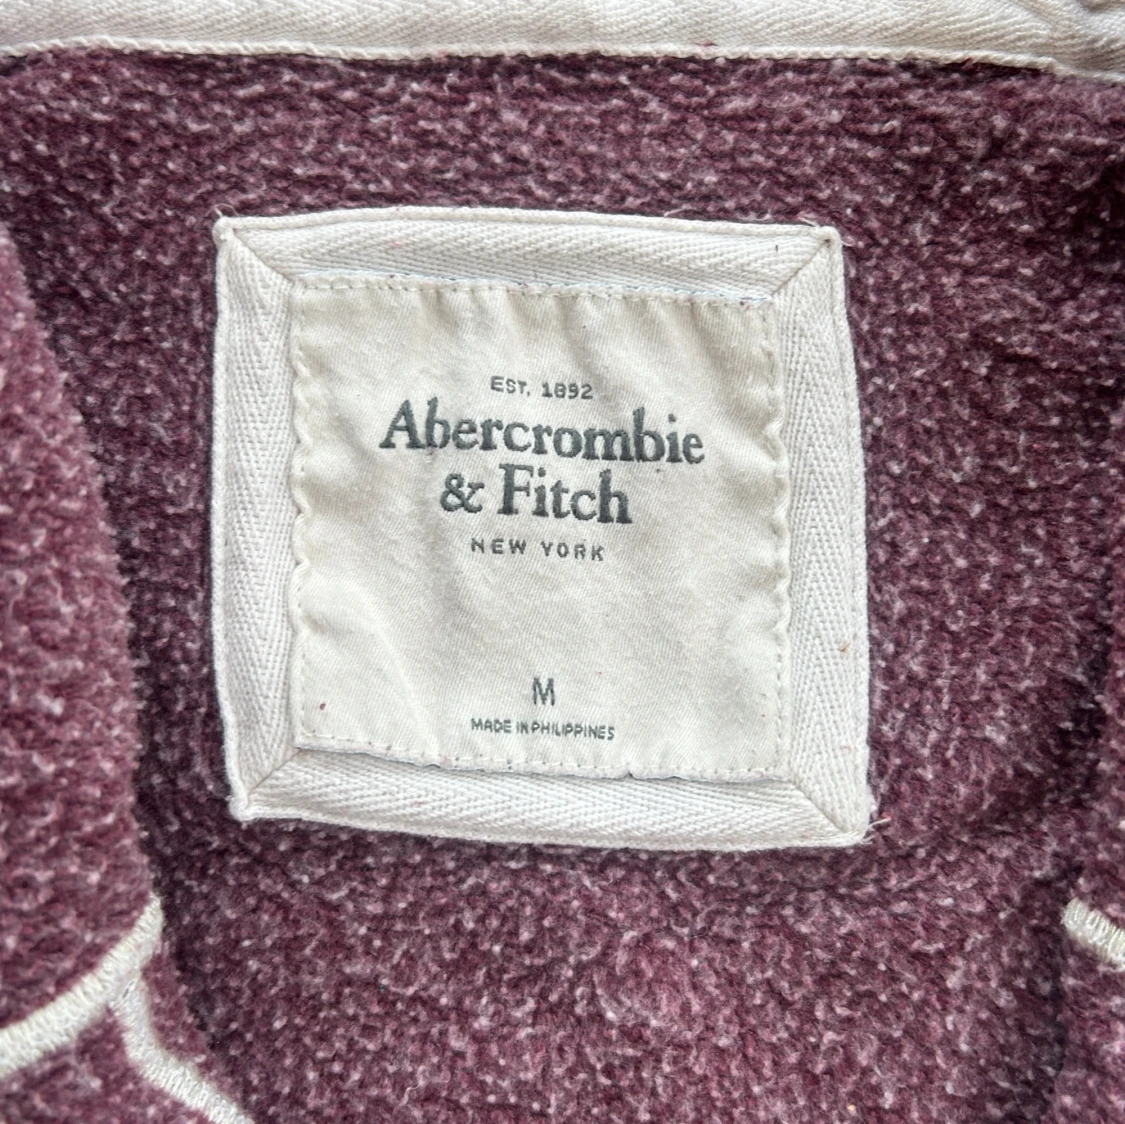 EST. 1892
Abercrombie
& Fitch
NEW YORK
M
MADE IN PHILIPPINES